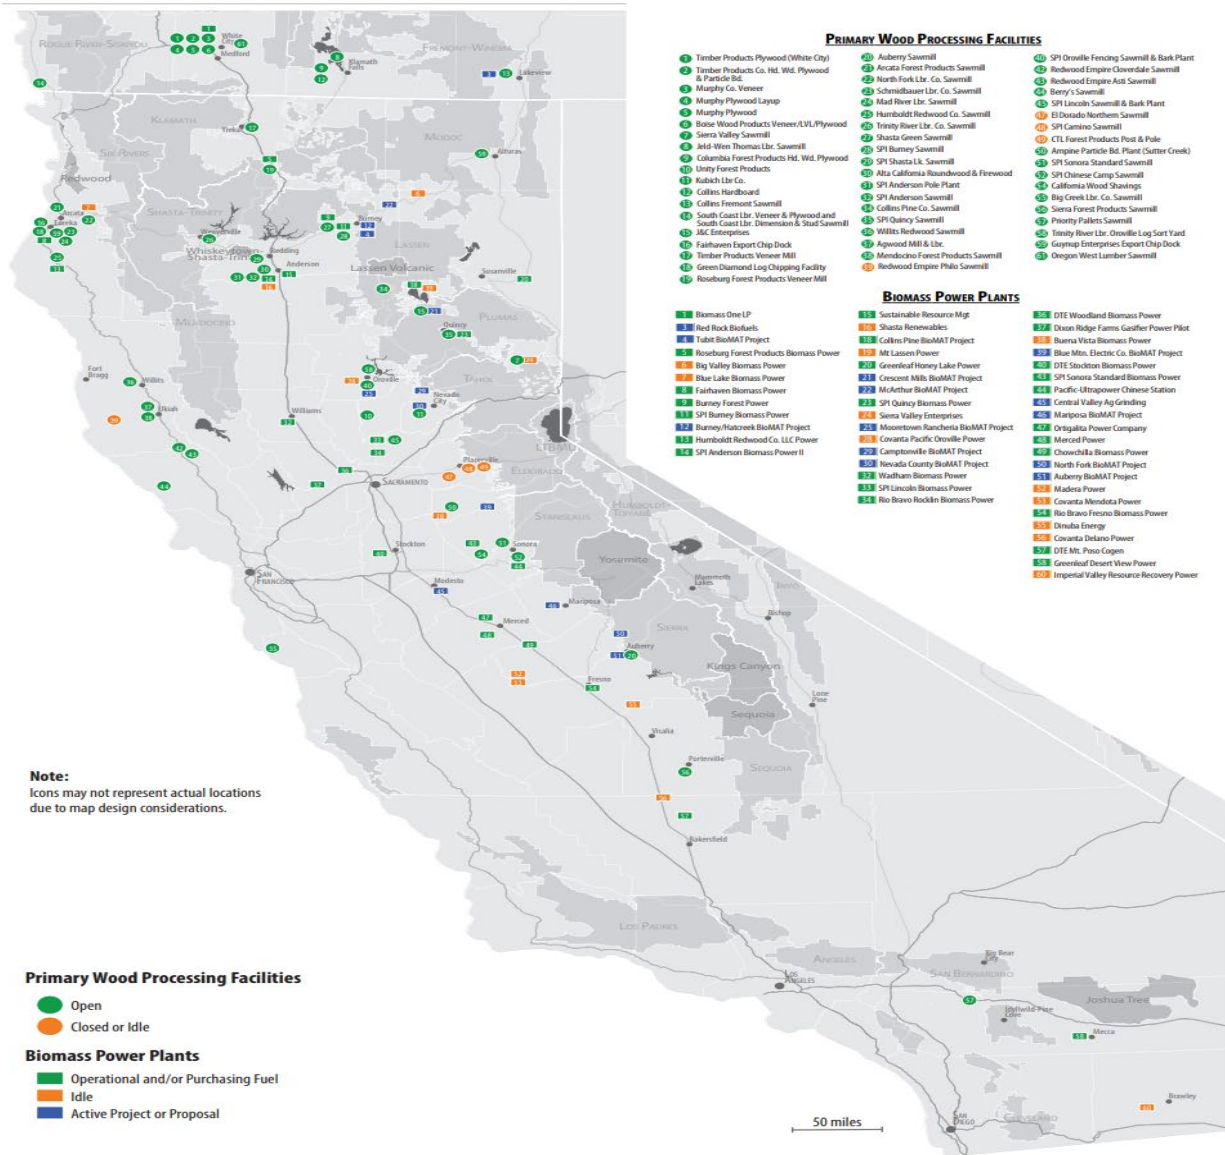 PRIMARY WOOD PROCESSING FACILITIES
1 Timber Products Plywood (White City)
2 Timber Products Co. Hd. Wd. Plywood
& Particle Bd.
3 Murphy Co. Veneer
4 Murphy Plywood Layup
5 Murphy Plywood
6 Boise Wood Products Veneer/LVL/Plywood
7 Sierra Valley Sawmill
8 Jeld-Wen Thomas Lbr. Sawmill
9 Columbia Forest Products Hd. Wd. Plywood
10 Unity Forest Products
11 Kubich Lbr Co.
12 Collins Hardboard
13 Collins Fremont Sawmill
14 South Coast Lbr. Veneer & Plywood and
South Coast Lbr. Dimension & Stud Sawmill
15 J&C Enterprises
16 Fairhaven Export Chip Dock
17 Timber Products Veneer Mill
18 Green Diamond Log Chipping Facility
19 Roseburg Forest Products Veneer Mill
20 Auberry Sawmill
21 Arcata Forest Products Sawmill
22 North Fork Lbr. Co. Sawmill
23 Schmidbauer Lbr. Co. Sawmill
24 Mad River Lbr. Sawmill
25 Humboldt Redwood Co. Sawmill
26 Trinity River Lbr. Co. Sawmill
27 Shasta Green Sawmill
28 SPI Burney Sawmill
29 SPI Shasta Lk. Sawmill
30 Alta California Roundwood & Firewood
31 SPI Anderson Pole Plant
32 SPI Anderson Sawmill
34 Collins Pine Co. Sawmill
35 SPI Quincy Sawmill
36 Willits Redwood Sawmill
37 Agwood Mill & Lbr.
38 Mendocino Forest Products Sawmill
39 Redwood Empire Philo Sawmill
40 SPI Oroville Fencing Sawmill & Bark Plant
42 Redwood Empire Cloverdale Sawmill
43 Redwood Empire Asti Sawmill
44 Berry's Sawmill
45 SPI Lincoln Sawmill & Bark Plant
47 El Dorado Northern Sawmill
48 SPI Camino Sawmill
49 CTL Forest Products Post & Pole
50 Ampine Particle Bd. Plant (Sutter Creek)
51 SPI Sonora Standard Sawmill
52 SPI Chinese Camp Sawmill
54 California Wood Shavings
55 Big Creek Lbr. Co. Sawmill
56 Sierra Forest Products Sawmill
57 Priority Pallets Sawmill
58 Trinity River Lbr. Oroville Log Sort Yard
59 Guynup Enterprises Export Chip Dock
61 Oregon West Lumber Sawmill
BIOMASS POWER PLANTS
1 Biomass One LP
3 Red Rock Biofuels
4 Tubit BioMAT Project
5 Roseburg Forest Products Biomass Power
6 Big Valley Biomass Power
7 Blue Lake Biomass Power
8 Fairhaven Biomass Power
9 Burney Forest Power
11 SPI Burney Biomass Power
12 Burney/Hatcreek BioMAT Project
13 Humboldt Redwood Co. LLC Power
14 SPI Anderson Biomass Power II
15 Sustainable Resource Mgt
16 Shasta Renewables
18 Collins Pine BioMAT Project
19 Mt Lassen Power
20 Greenleaf Honey Lake Power
21 Crescent Mills BioMAT Project
22 McArthur BioMAT Project
23 SPI Quincy Biomass Power
24 Sierra Valley Enterprises
25 Mooretown Rancheria BioMAT Project
28 Covanta Pacific Oroville Power
29 Camptonville BioMAT Project
30 Nevada County BioMAT Project
32 Wadham Biomass Power
33 SPI Lincoln Biomass Power
34 Rio Bravo Rocklin Biomass Power
36 DTE Woodland Biomass Power
37 Dixon Ridge Farms Gasifier Power Pilot
38 Buena Vista Biomass Power
39 Blue Mtn. Electric Co. BioMAT Project
40 DTE Stockton Biomass Power
43 SPI Sonora Standard Biomass Power
44 Pacific-Ultrapower Chinese Station
45 Central Valley Ag Grinding
46 Mariposa BioMAT Project
47 Ortigalita Power Company
48 Merced Power
49 Chowchilla Biomass Power
50 North Fork BioMAT Project
51 Auberry BioMAT Project
52 Madera Power
53 Covanta Mendota Power
54 Rio Bravo Fresno Biomass Power
55 Dinuba Energy
56 Covanta Delano Power
57 DTE Mt. Poso Cogen
58 Greenleaf Desert View Power
60 Imperial Valley Resource Recovery Power
ROGUE RIVER-SISKIYOU
White
City
Medford
Klamath
Falls
FREMONT-WINEMA
Lakeview
KLAMATH
Yreka
MODOC
SIX RIVERS
Alturas
Redwood
Arcata
Eureka
SHASTA-TRINITY
Weaverville
Whiskeytown-
Shasta-Trinity
Redding
Anderson
Burney
LASSEN
Lassen Volcanic
Susanville
MENDOCINO
PLUMAS
Quincy
Fort
Bragg
Willits
Ukiah
Williams
Oroville
TAHOE
Nevada
City
LTBMU
Placerville
ELDORADO
SACRAMENTO
STANISLAUS
HUMBOLDT-
TOIYABE
Stockton
Sonora
Yosemite
SAN
FRANCISCO
Modesto
Mammoth
Lakes
INYO
Mariposa
Bishop
Merced
SIERRA
Auberry
Kings Canyon
Fresno
Lone
Pine
Sequoia
Visalia
Porterville
SEQUOIA
Bakersfield
LOS PADRES
ANGELES
LOS
ANGELES
Big Bear
City
SAN BERNARDINO
Joshua Tree
Idyllwild-Pine
Cove
Mecca
SAN
DIEGO
CLEVELAND
Brawley
50 miles
Note:
Icons may not represent actual locations
due to map design considerations.
Primary Wood Processing Facilities
Open
Closed or Idle
Biomass Power Plants
Operational and/or Purchasing Fuel
Idle
Active Project or Proposal